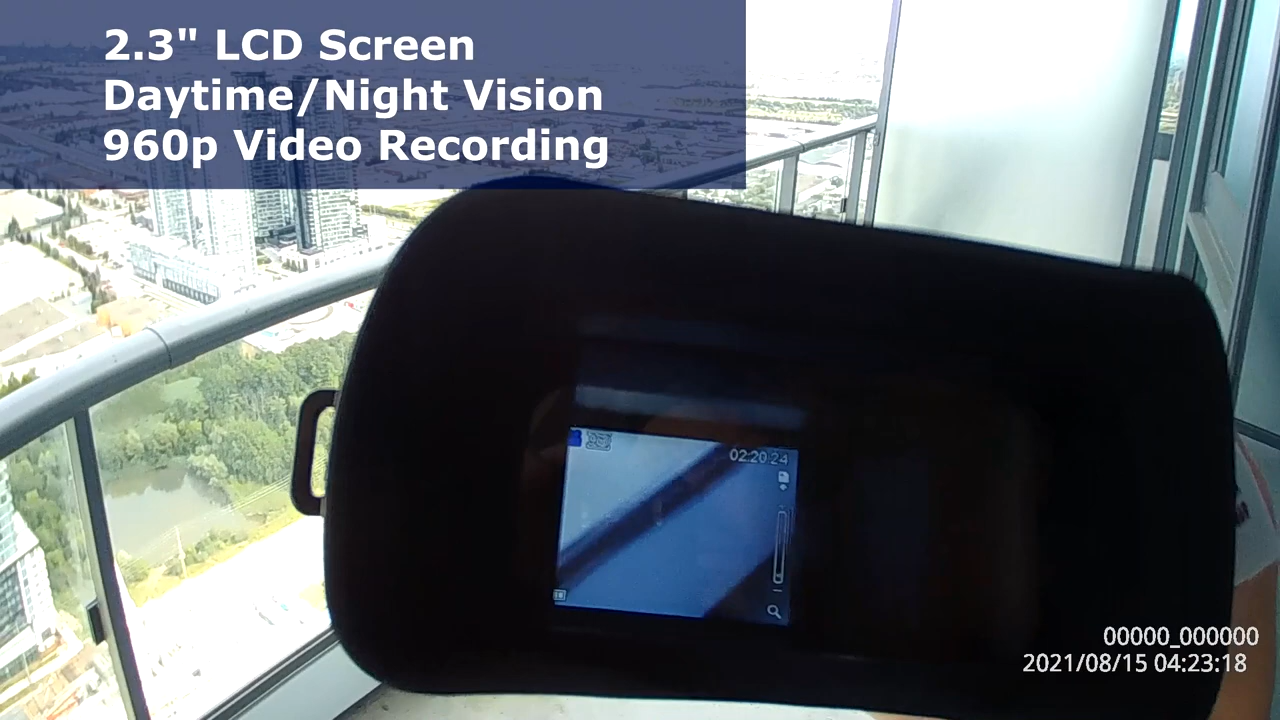 2.3" LCD Screen
Daytime/Night Vision
960p Video Recording
02:20:24
00000_000000
2021/08/15 04:23:18